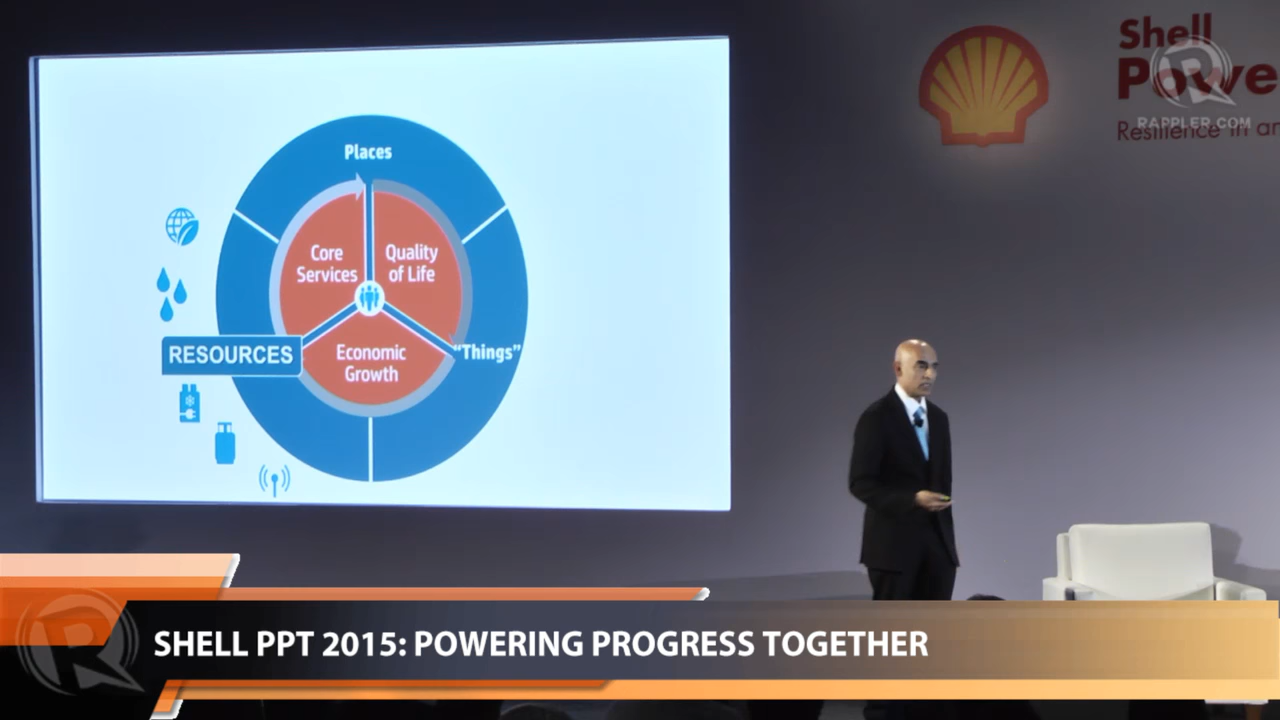 Places
Core
Services
Quality
of Life
RESOURCES
Economic
Growth
"Things"
Shell
Powe
Resilience in an
RAPPLER.COM
SHELL PPT 2015: POWERING PROGRESS TOGETHER